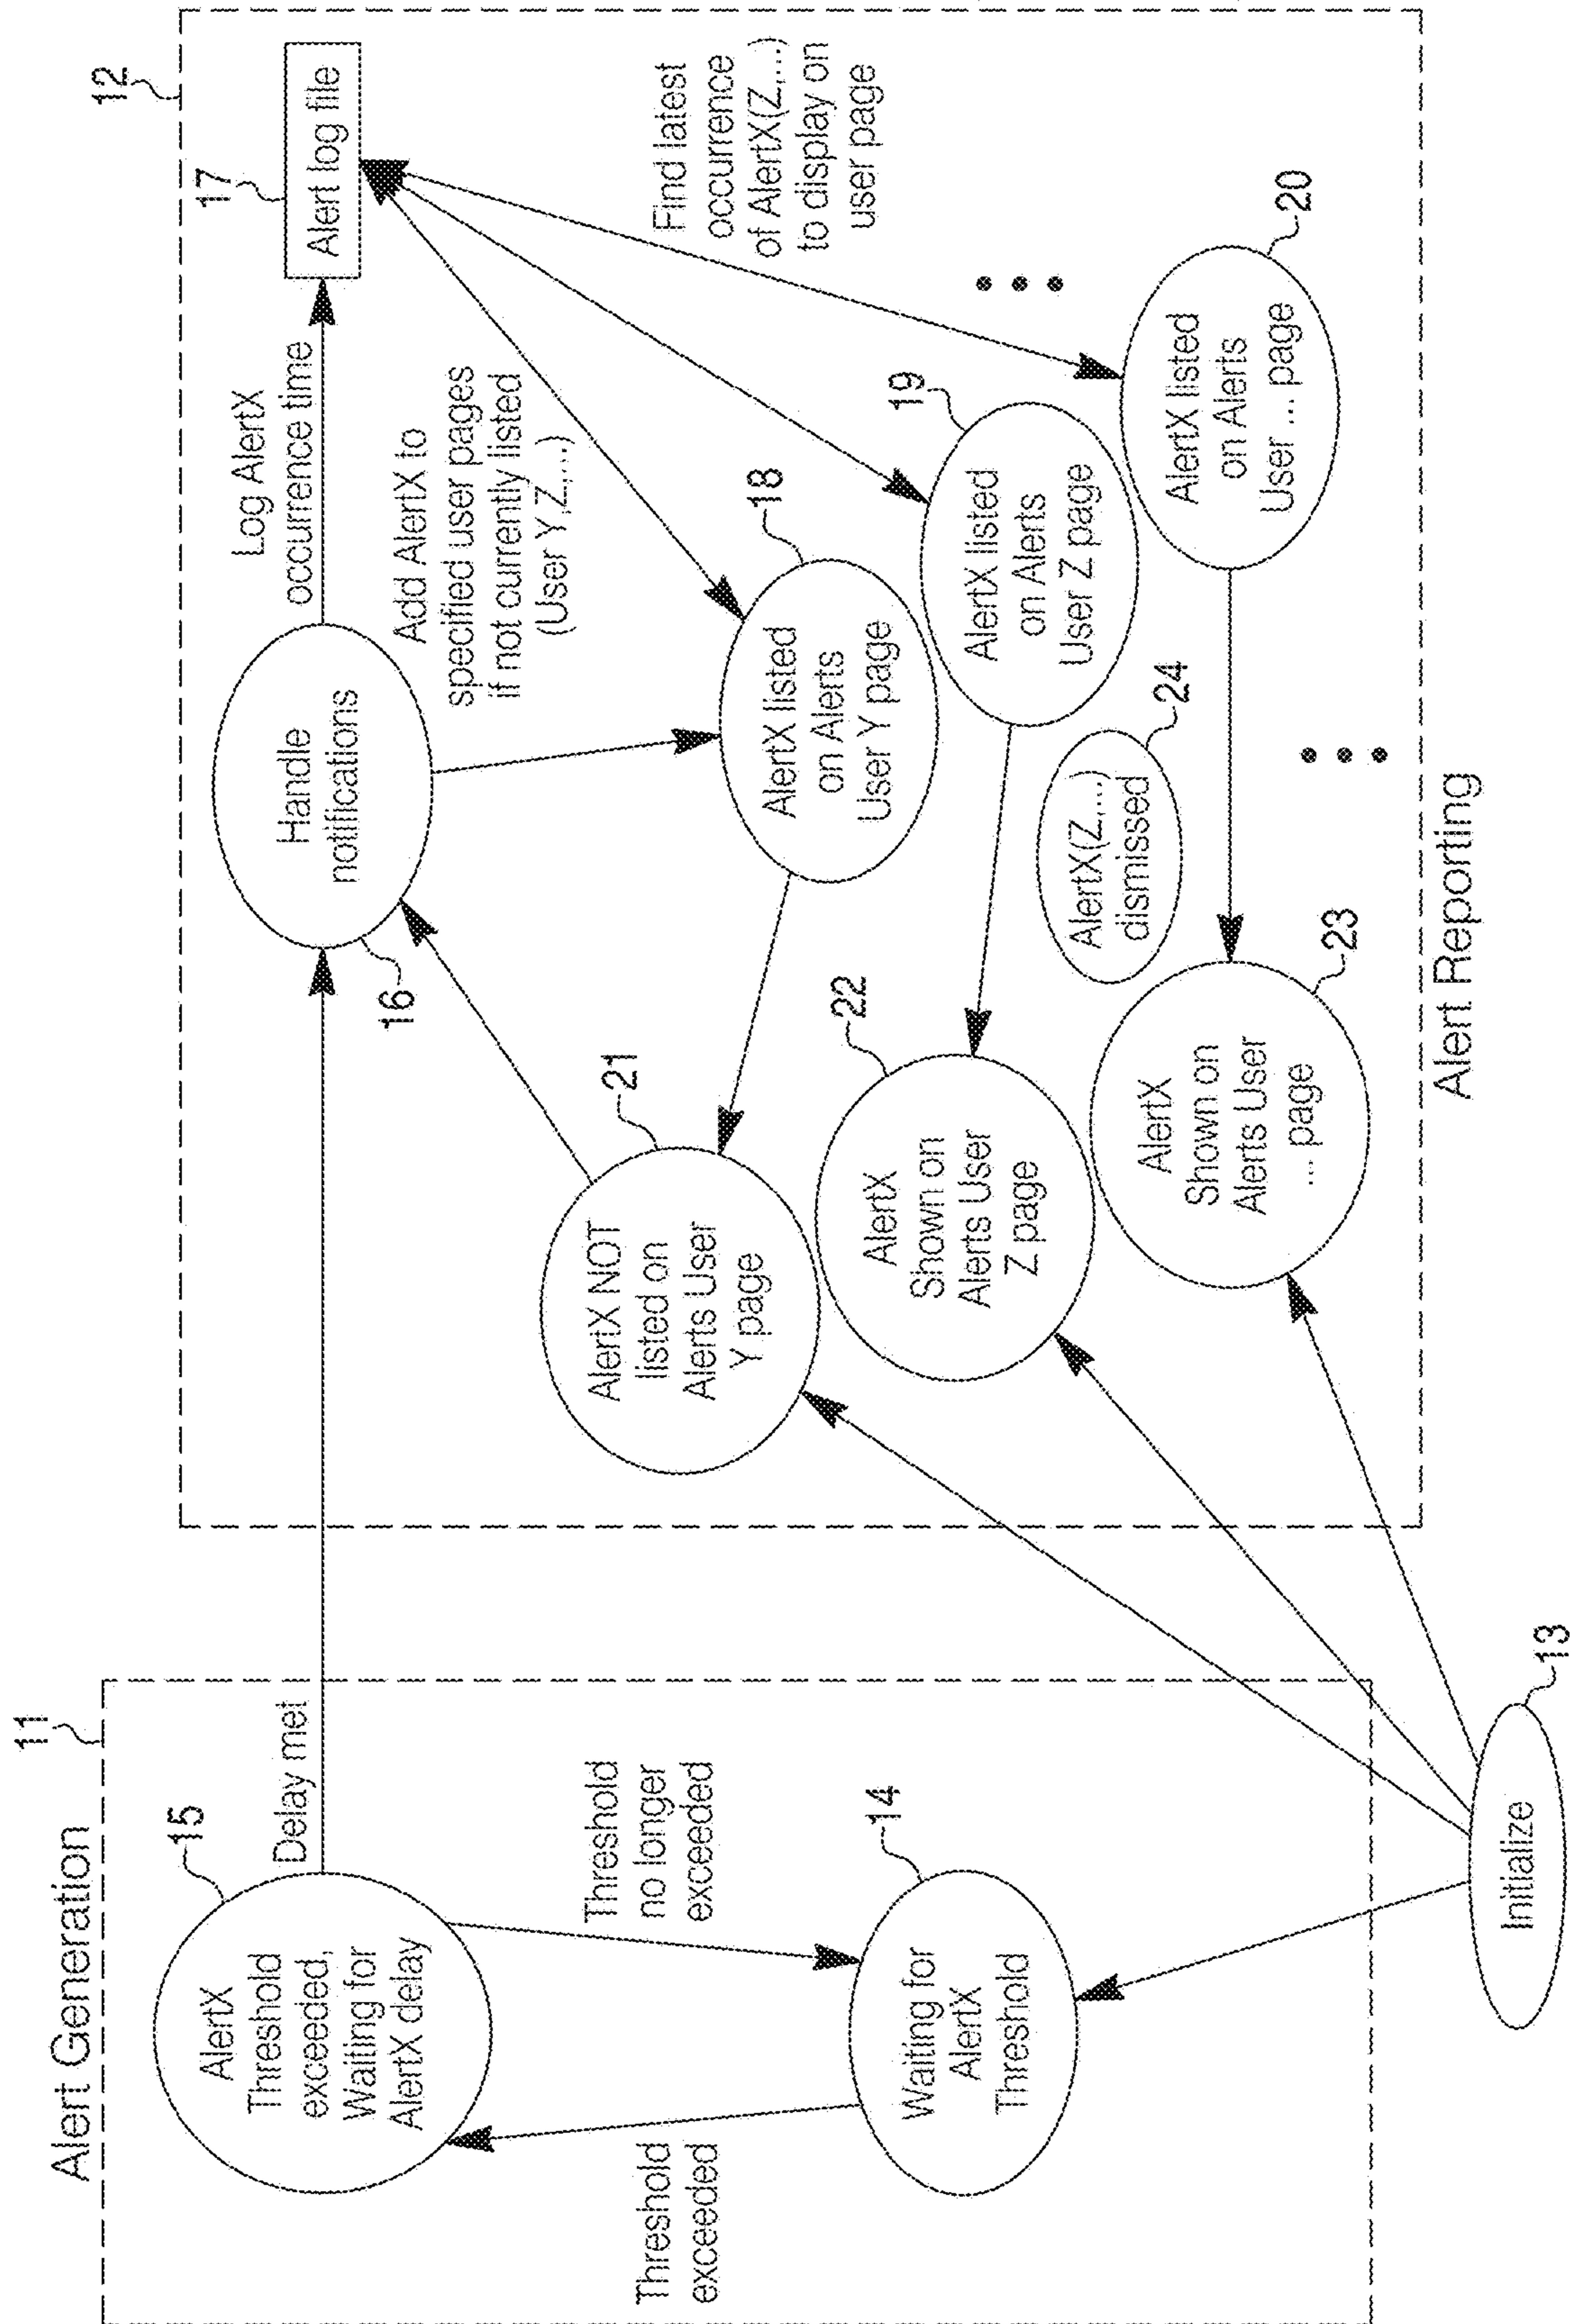 Alert Generation
11
15
AlertX
Threshold
exceeded,
Waiting for
AlertX delay
Delay met
Threshold
exceeded
Threshold
no longer
exceeded
14
Waiting for
AlertX
Threshold
Initialize
13
12
Handle
notifications
16
Log AlertX
occurrence time
17
Alert log file
Add AlertX to
specified user pages
if not currently listed
(User Y,Z,...)
Find latest
occurrence
of AlertX(Z,...)
to display on
user page
18
AlertX listed
on Alerts
User Y page
19
AlertX listed
on Alerts
User Z page
20
AlertX listed
on Alerts
User ... page
21
AlertX NOT
listed on
Alerts User
Y page
22
AlertX
Shown on
Alerts User
Z page
24
AlertX(Z,...)
dismissed
23
AlertX
Shown on
Alerts User
... page
Alert Reporting